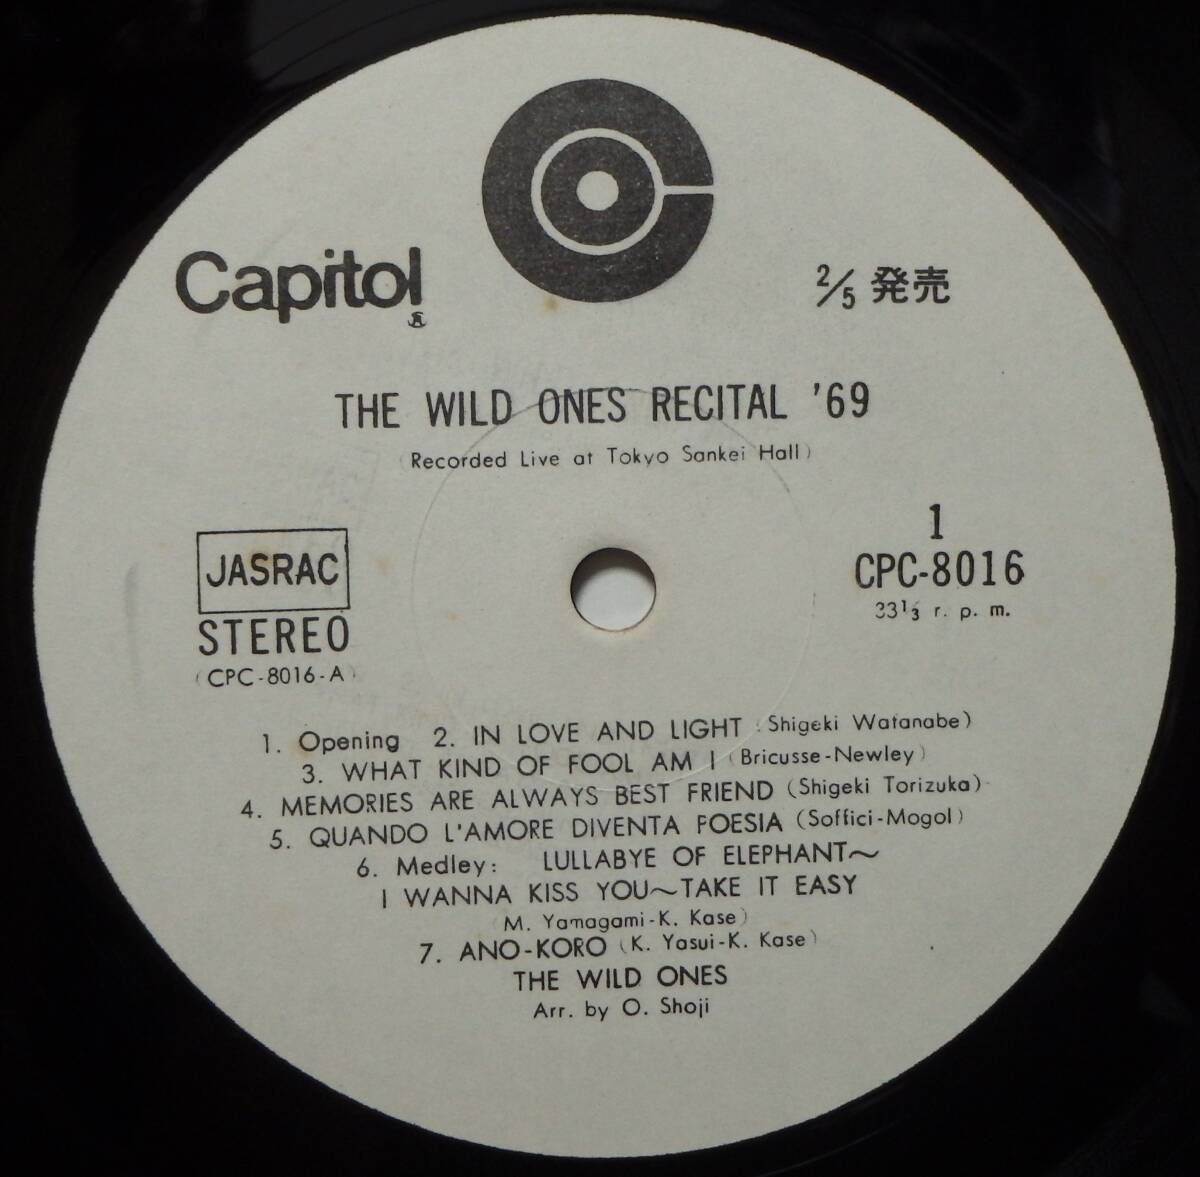 Capitol
2/5 発売
THE WILD ONES RECITAL '69
(Recorded Live at Tokyo Sankei Hall)
JASRAC
STEREO
(CPC-8016-A)
1
CPC-8016
33 1/3 r. p. m.
1. Opening 2. IN LOVE AND LIGHT (Shigeki Watanabe)
3. WHAT KIND OF FOOL AM I (Bricusse-Newley)
4. MEMORIES ARE ALWAYS BEST FRIEND (Shigeki Torizuka)
5. QUANDO L'AMORE DIVENTA POESIA (Soffici-Mogol)
6. Medley: LULLABYE OF ELEPHANT~
I WANNA KISS YOU~TAKE IT EASY
(M. Yamagami-K. Kase)
7. ANO-KORO (K. Yasui-K. Kase)
THE WILD ONES
Arr. by O. Shoji